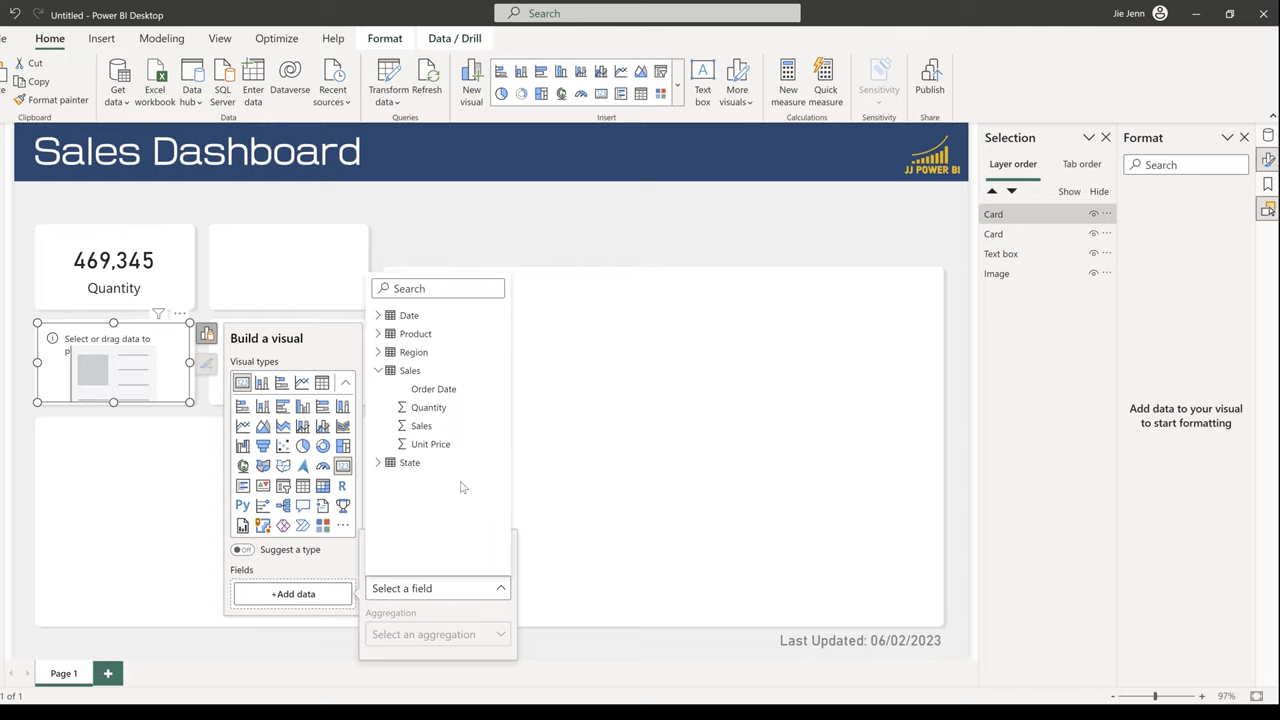 Untitled - Power BI Desktop
Search
Jie Jenn
Home
Insert
Modeling
View
Optimize
Help
Format
Data / Drill
Cut
Copy
Format painter
Clipboard
Get data
Excel workbook
Data hub
SQL Server
Enter data
Dataverse
Recent sources
Data
Transform data
Refresh
Queries
New visual
Text box
More visuals
Insert
New measure
Quick measure
Calculations
Sensitivity
Sensitivity
Publish
Share
Sales Dashboard
JJ POWER BI
469,345
Quantity
Select or drag data to
p
Build a visual
Visual types
R
Py
Off
Suggest a type
Fields
+Add data
Search
Date
Product
Region
Sales
Order Date
Quantity
Sales
Unit Price
State
Select a field
Aggregation
Select an aggregation
Last Updated: 06/02/2023
Selection
Layer order
Tab order
Show
Hide
Card
Card
Text box
Image
Format
Search
Add data to your visual
to start formatting
Page 1
1 of 1
97%